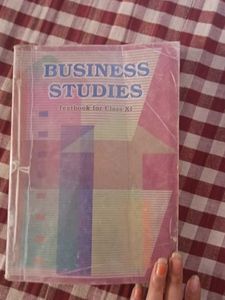 BUSINESS
STUDIES
Textbook for Class XI